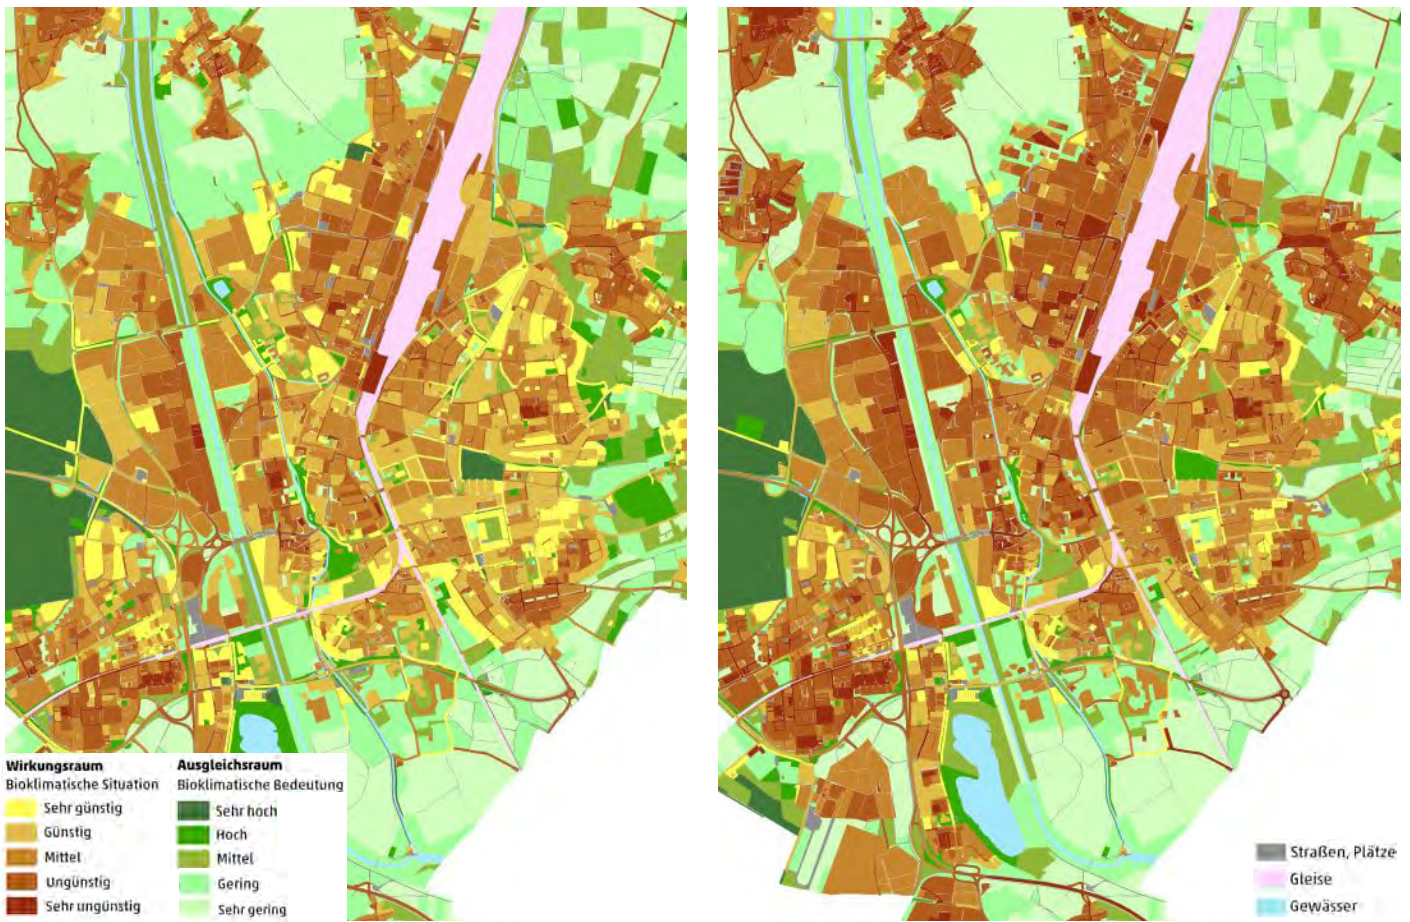 Wirkungsraum
Bioklimatische Situation
Sehr günstig
Günstig
Mittel
Ungünstig
Sehr ungünstig
Ausgleichsraum
Bioklimatische Bedeutung
Sehr hoch
Hoch
Mittel
Gering
Sehr gering
Straßen, Plätze
Gleise
Gewässer